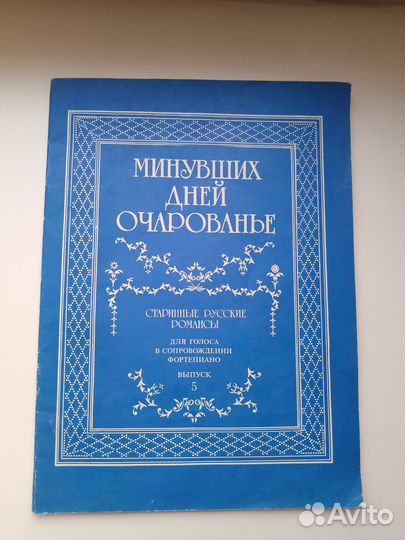 МИНУВШИХ
ДНЕЙ
ОЧАРОВАНЬЕ
СТАРИННЫЕ РУССКИЕ
РОМАНСЫ
ДЛЯ ГОЛОСА
В СОПРОВОЖДЕНИИ
ФОРТЕПИАНО
ВЫПУСК
5
Avito